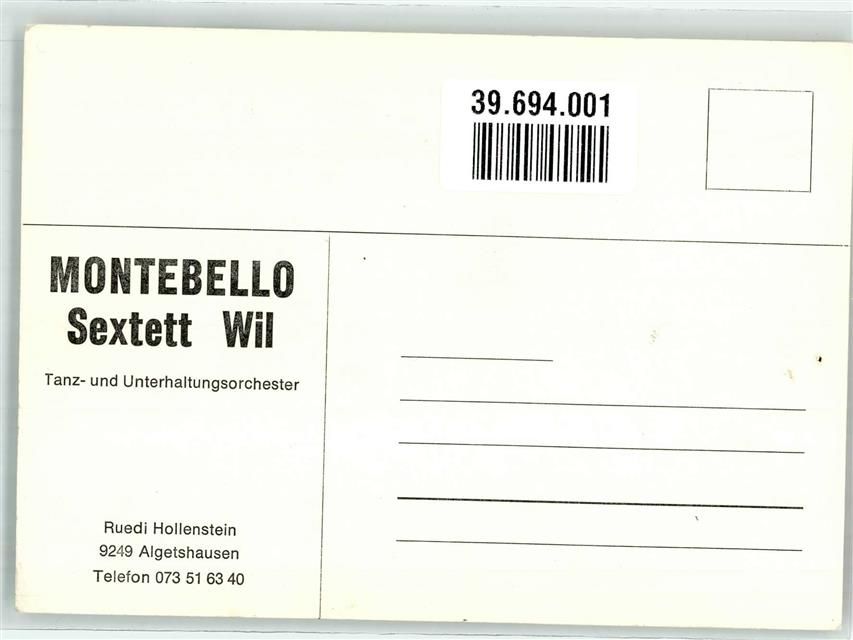 39.694.001
MONTEBELLO
Sextett Wil
Tanz- und Unterhaltungsorchester
Ruedi Hollenstein
9249 Algetshausen
Telefon 073 51 63 40